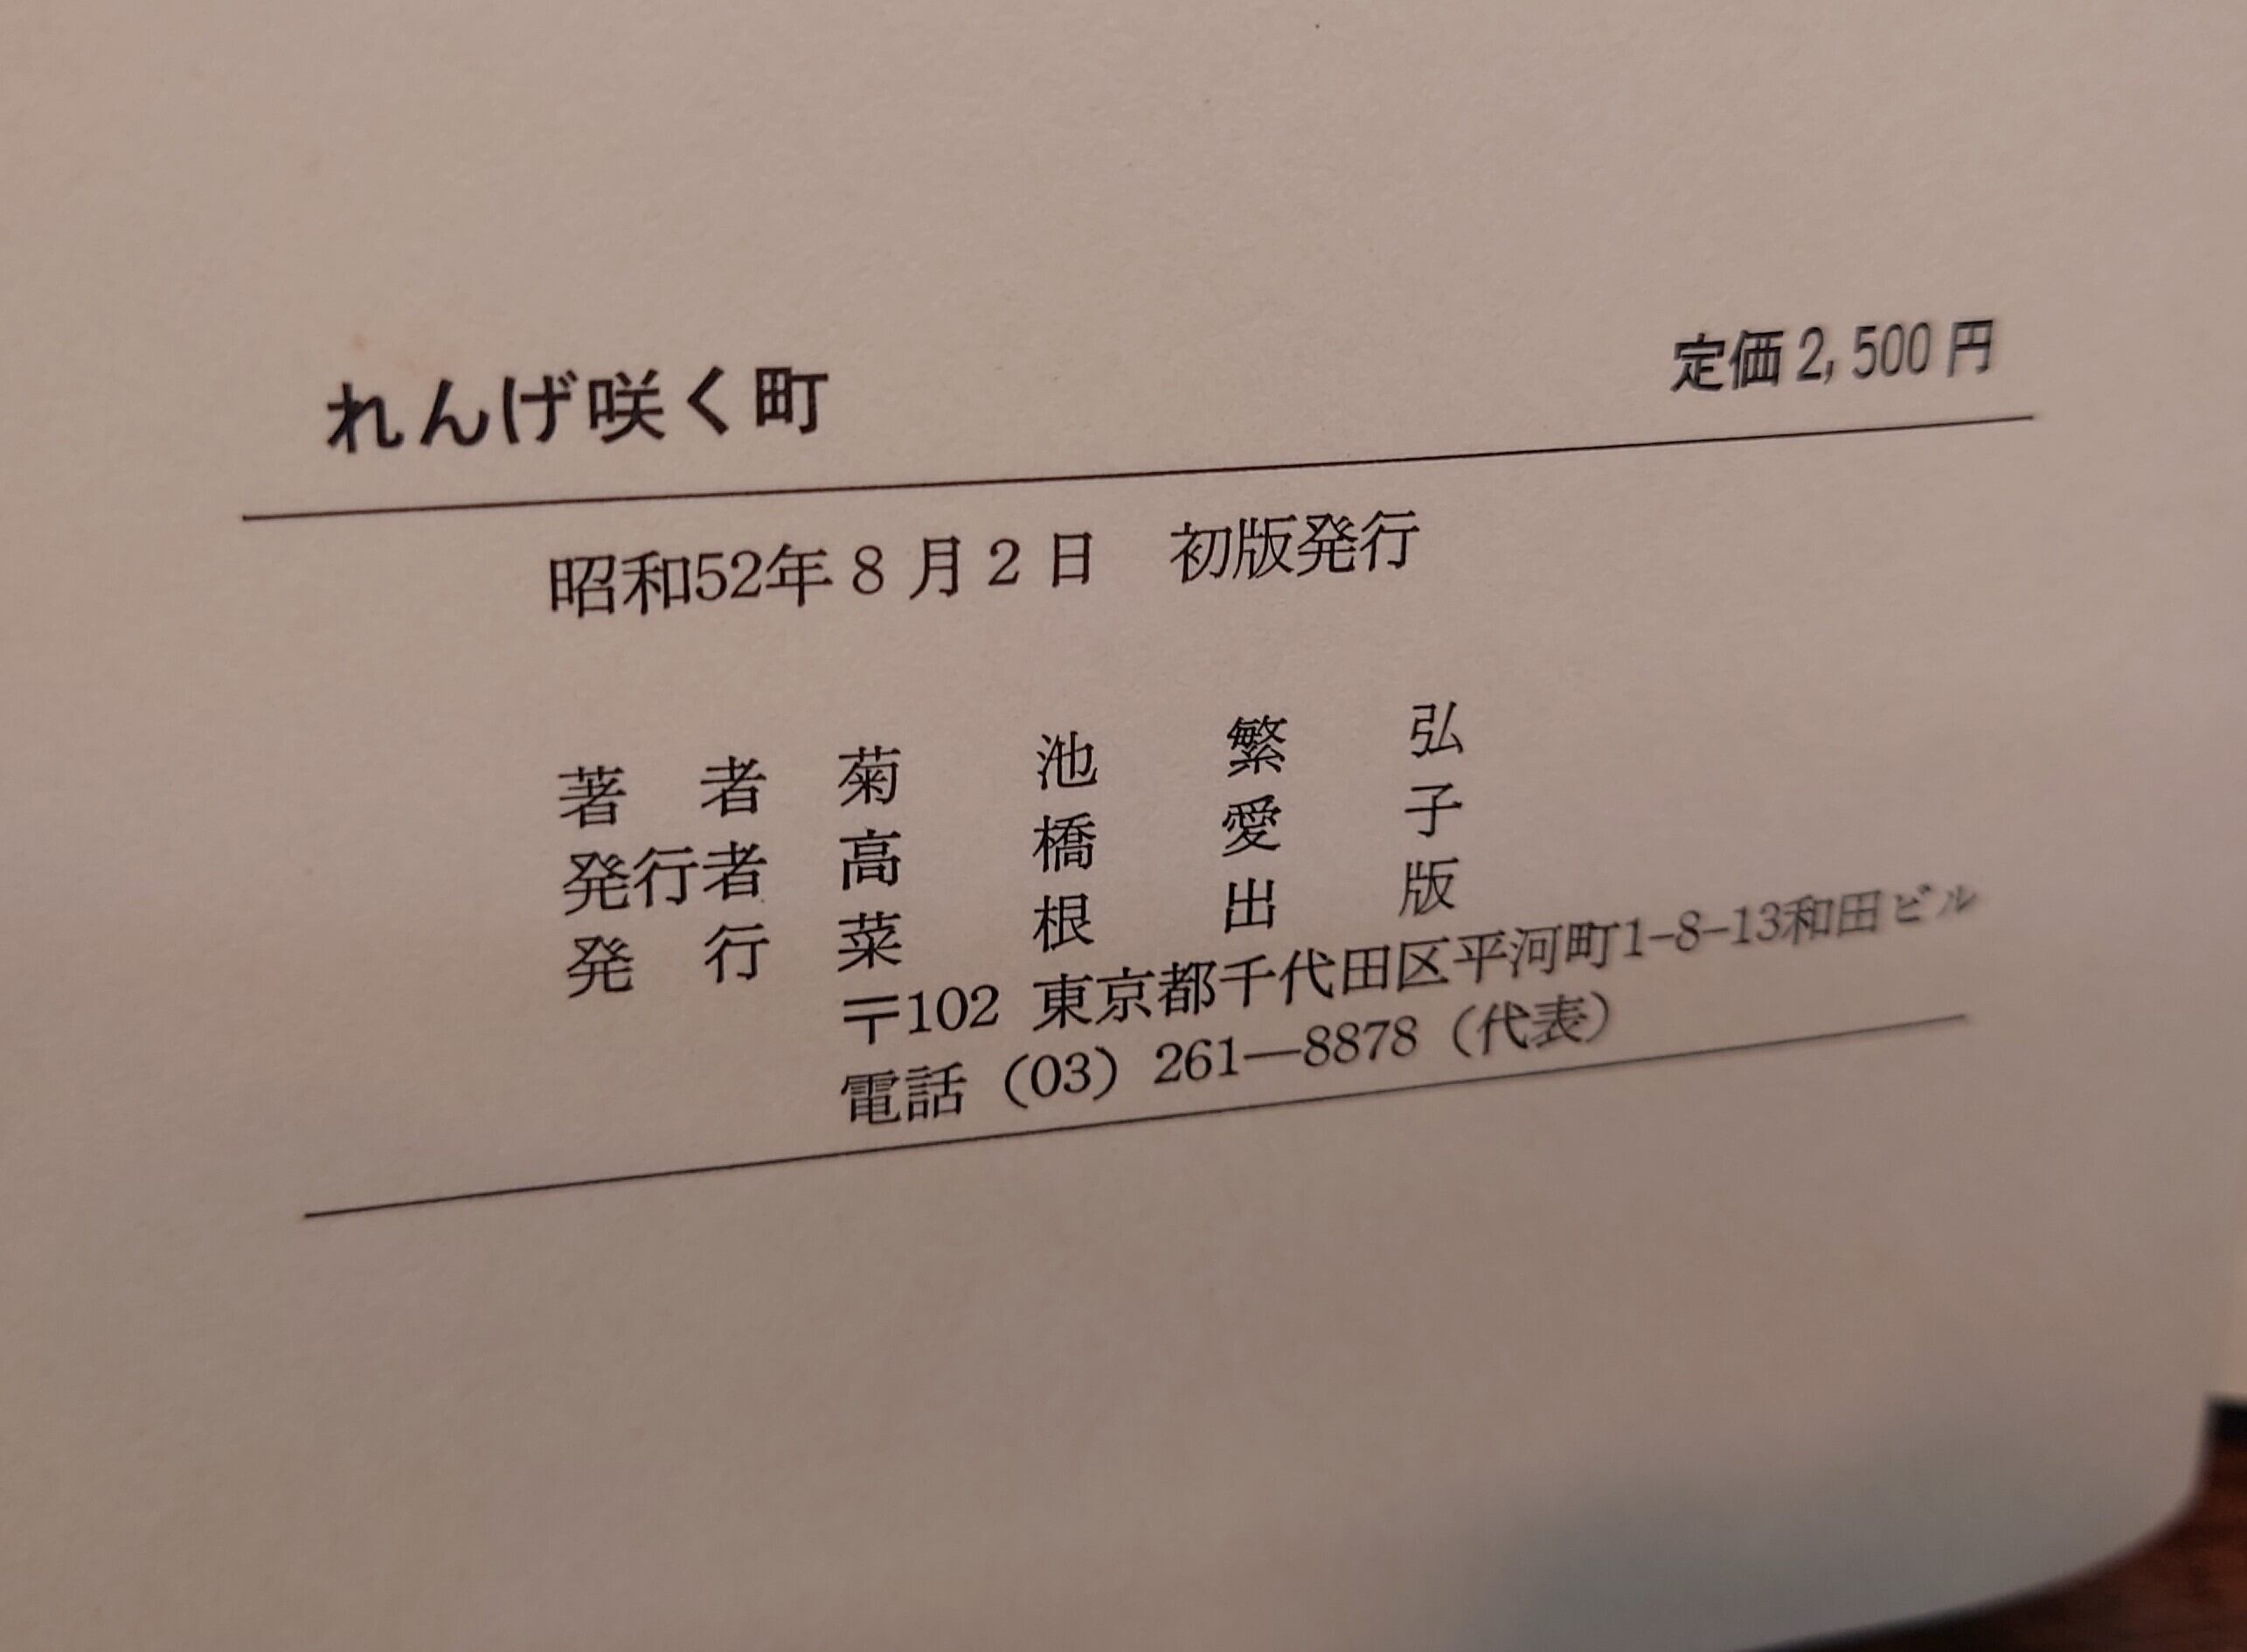 れんげ咲く町
定価2,500円
昭和52年8月2日 初版発行
著者 菊池繁弘
発行者 高橋愛子
発行 菜根出版
〒102 東京都千代田区平河町1-8-13和田ビル
電話(03)261―8878(代表)